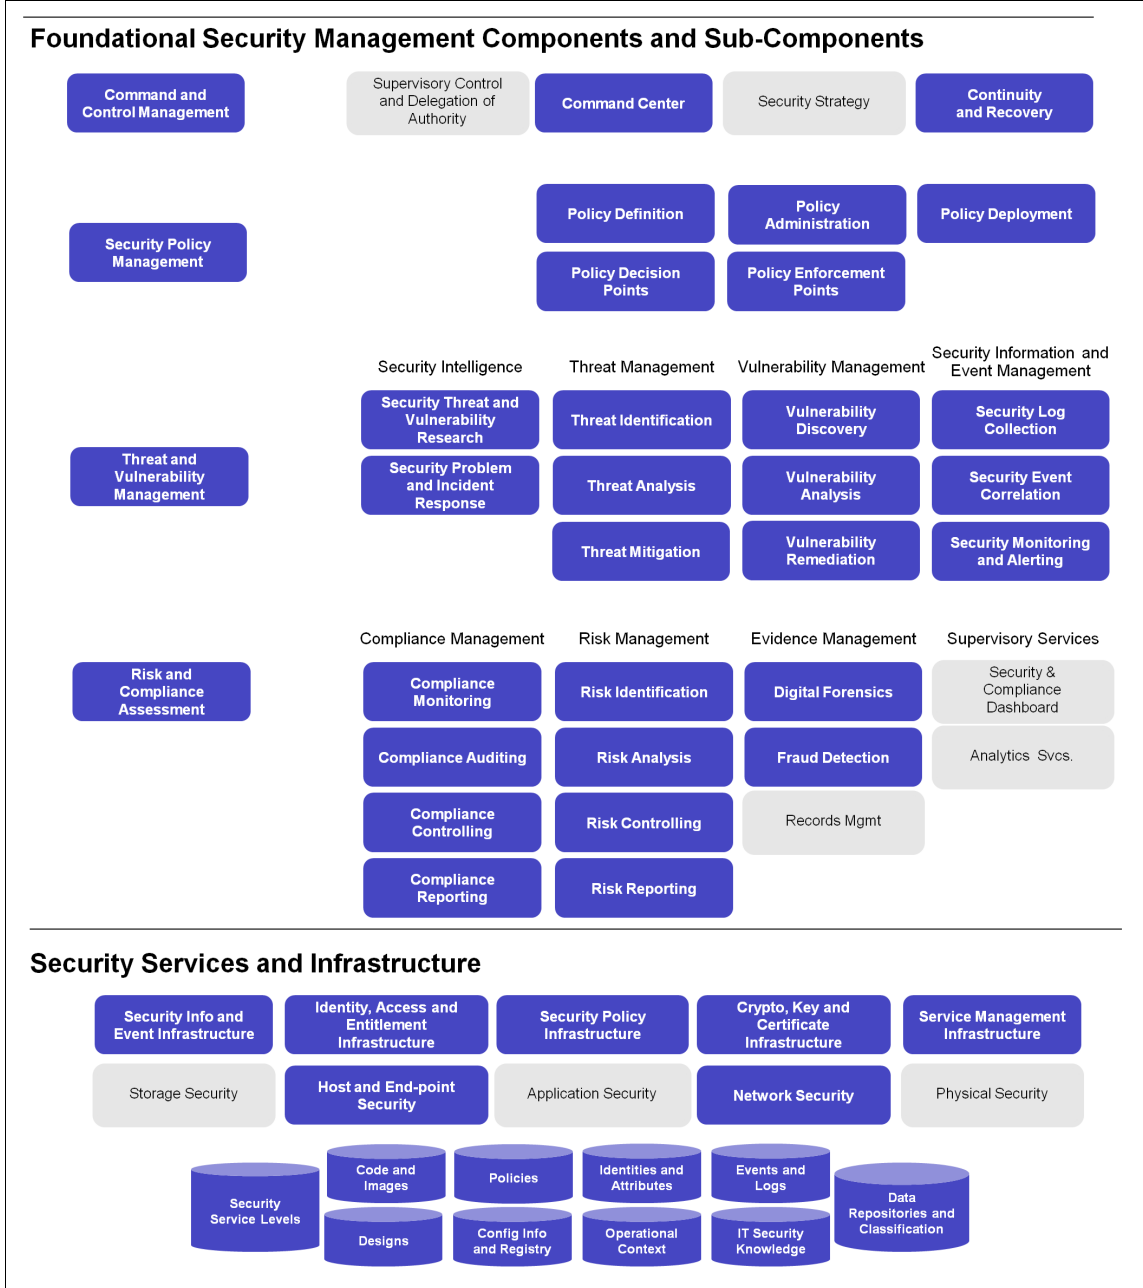 Foundational Security Management Components and Sub-Components
Command and
Control Management
Supervisory Control
and Delegation of
Authority
Command Center
Security Strategy
Continuity
and Recovery
Security Policy
Management
Policy Definition
Policy
Administration
Policy Deployment
Policy Decision
Points
Policy Enforcement
Points
Threat and
Vulnerability
Management
Security Intelligence
Security Threat and
Vulnerability
Research
Security Problem
and Incident
Response
Threat Management
Threat Identification
Threat Analysis
Threat Mitigation
Vulnerability Management
Vulnerability
Discovery
Vulnerability
Analysis
Vulnerability
Remediation
Security Information and
Event Management
Security Log
Collection
Security Event
Correlation
Security Monitoring
and Alerting
Risk and
Compliance
Assessment
Compliance Management
Compliance
Monitoring
Compliance Auditing
Compliance
Controlling
Compliance
Reporting
Risk Management
Risk Identification
Risk Analysis
Risk Controlling
Risk Reporting
Evidence Management
Digital Forensics
Fraud Detection
Records Mgmt
Supervisory Services
Security &
Compliance
Dashboard
Analytics Svcs.
Security Services and Infrastructure
Security Info and
Event Infrastructure
Identity, Access and
Entitlement
Infrastructure
Security Policy
Infrastructure
Crypto, Key and
Certificate
Infrastructure
Service Management
Infrastructure
Storage Security
Host and End-point
Security
Application Security
Network Security
Physical Security
Security
Service Levels
Code and
Images
Policies
Identities and
Attributes
Events and
Logs
Data
Repositories and
Classification
Designs
Config Info
and Registry
Operational
Context
IT Security
Knowledge